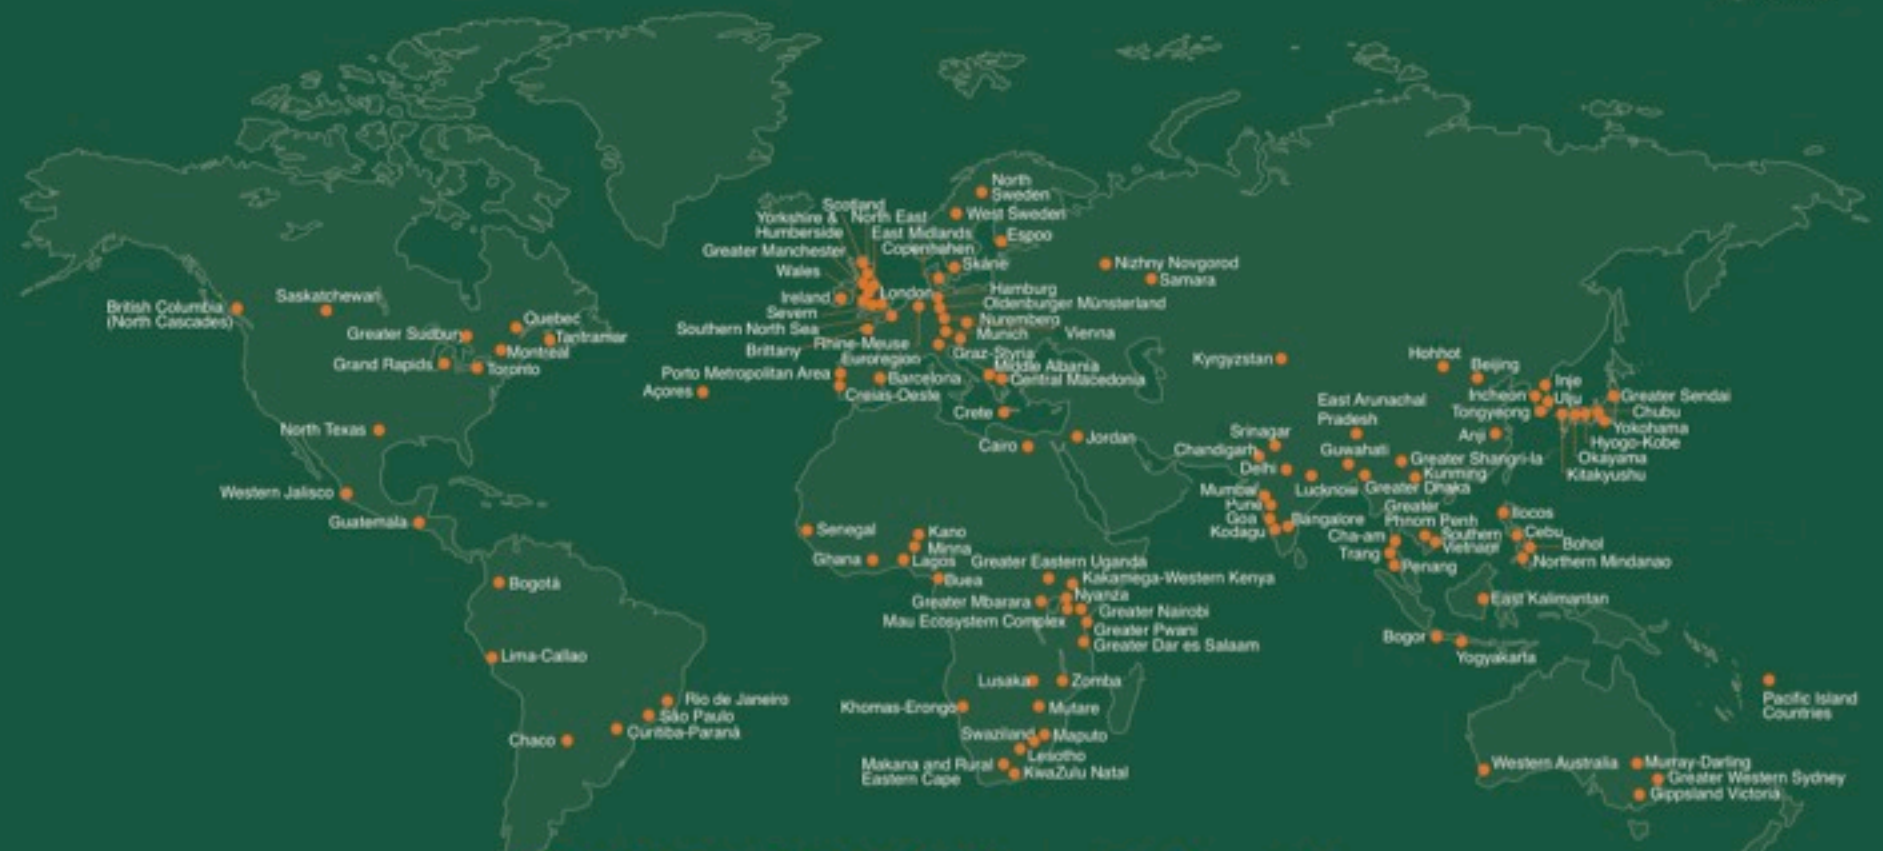 North
Sweden
West Sweden
Espoo
Scotland
Yorkshire &
Humberside
North East
East Midlands
Copenhahen
Greater Manchester
Skåne
Wales
Nizhny Novgorod
Samara
Ireland
London
Hamburg
Oldenburger Münsterland
Severn
Southern North Sea
Nuremberg
Munich
Vienna
Brittany
Rhine-Meuse
Euroregion
Graz-Styria
Middle Albania
Central Macedonia
Porto Metropolitan Area
Barcelona
Açores
Creias-Oeste
Crete
Cairo
Jordan
British Columbia
(North Cascades)
Saskatchewan
Greater Sudbury
Quebec
Tantramar
Montreal
Grand Rapids
Toronto
North Texas
Western Jalisco
Guatemala
Bogotá
Lima-Callao
Rio de Janeiro
São Paulo
Curitiba-Paraná
Chaco
Senegal
Ghana
Kano
Minna
Lagos
Buea
Greater Eastern Uganda
Kakamega-Western Kenya
Nyanza
Greater Mbarara
Greater Nairobi
Mau Ecosystem Complex
Greater Pwani
Greater Dar es Salaam
Lusaka
Zomba
Khomas-Erongo
Mutare
Swaziland
Maputo
Lesotho
Makana and Rural
Eastern Cape
KwaZulu Natal
Kyrgyzstan
Hohhot
Beijing
Inje
Incheon
Ulju
Tongyeong
Greater Sendai
Chubu
Yokohama
Hyogo-Kobe
Okayama
Kitakyushu
Anji
East Arunachal
Pradesh
Srinagar
Chandigarh
Guwahati
Delhi
Greater Shangri-la
Kunming
Lucknow
Greater Dhaka
Mumbai
Pune
Goa
Bangalore
Kodagu
Greater
Phnom Penh
Cha-am
Southern
Vietnam
Trang
Penang
Ilocos
Cebu
Bohol
Northern Mindanao
East Kalimantan
Bogor
Yogyakarta
Pacific Island
Countries
Western Australia
Murray-Darling
Greater Western Sydney
Gippsland Victoria